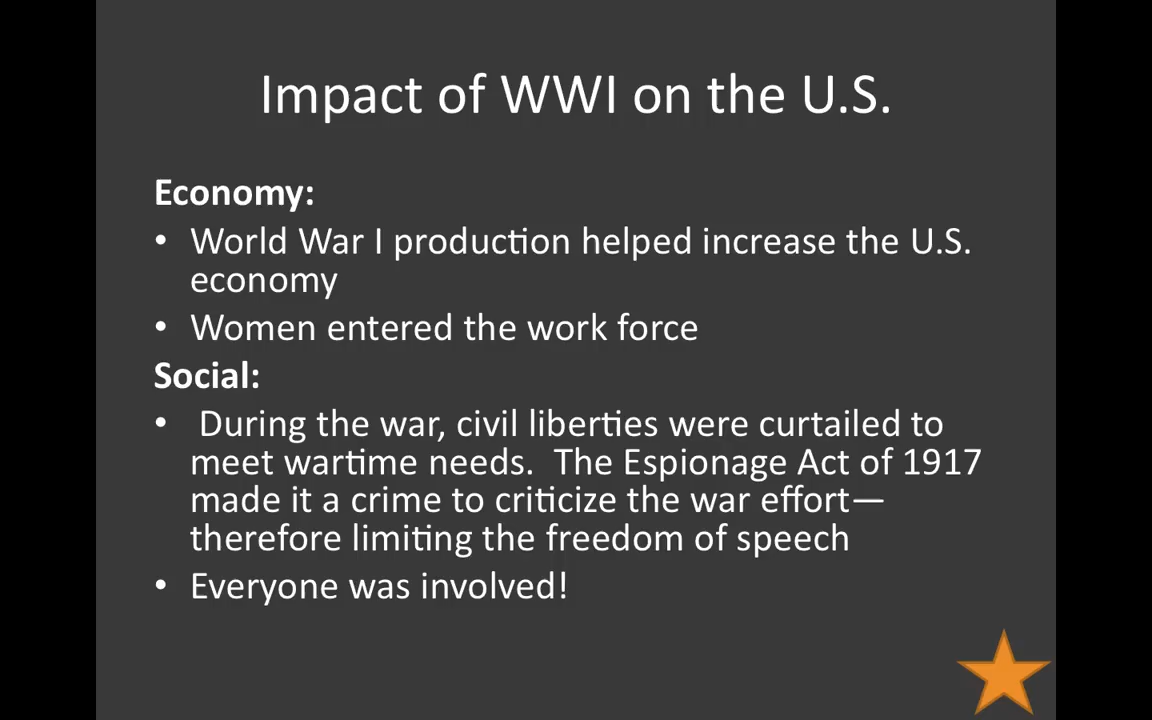 Impact of WWI on the U.S.
Economy:
• World War I production helped increase the U.S.
economy
• Women entered the work force
Social:
• During the war, civil liberties were curtailed to
meet wartime needs.  The Espionage Act of 1917
made it a crime to criticize the war effort—
therefore limiting the freedom of speech
• Everyone was involved!